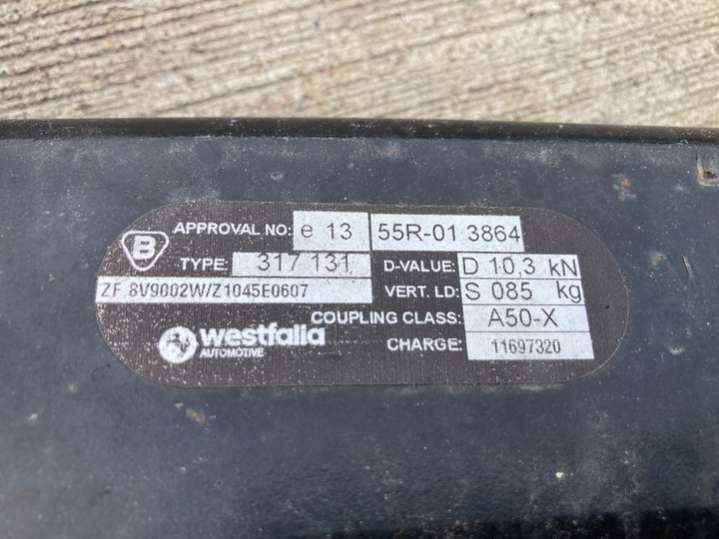 APPROVAL NO: e 13 55R-01 3864
B
TYPE: 317 131 D-VALUE: D 10,3 kN
ZF 8V9002W/Z1045E0607 VERT. LD: S 085 kg
COUPLING CLASS: A50-X
westfalia
AUTOMOTIVE
CHARGE: 11697320